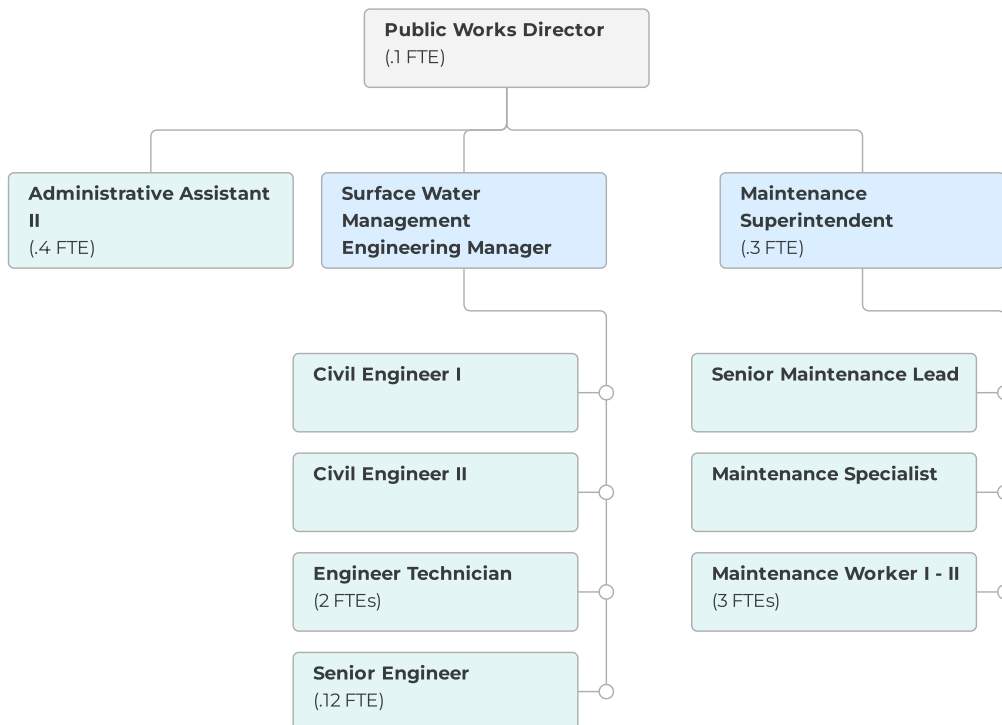 Public Works Director
(.1 FTE)
Administrative Assistant
II
(.4 FTE)
Surface Water
Management
Engineering Manager
Maintenance
Superintendent
(.3 FTE)
Civil Engineer I
Civil Engineer II
Engineer Technician
(2 FTEs)
Senior Engineer
(.12 FTE)
Senior Maintenance Lead
Maintenance Specialist
Maintenance Worker I - II
(3 FTEs)